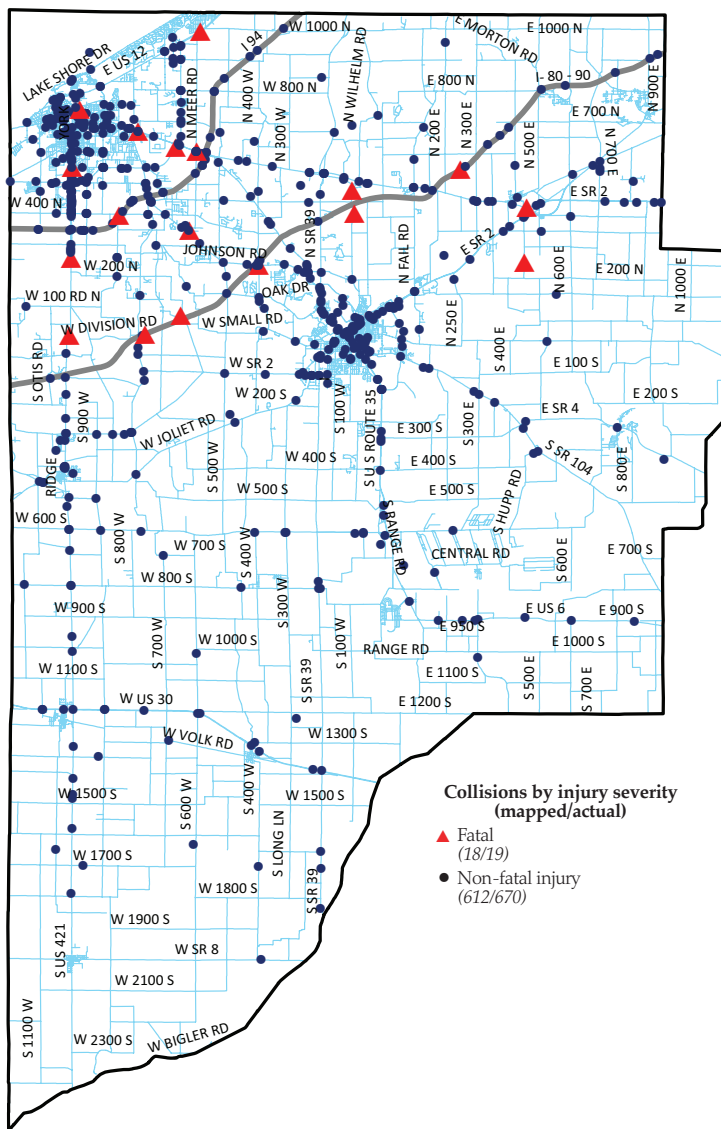 W 1000 N
E 1000 N
E MORTON RD
LAKE SHORE DR
E US 12
I 94
N WILHELM RD
I- 80 - 90
N 900 E
N MEER RD
N 400 W
W 800 N
E 800 N
E 700 N
YORK
N 300 W
N 200 E
N 300 E
N 500 E
N 700 E
W 400 N
E SR 2
JOHNSON RD
N SR 39
E SR 2
N FAIL RD
W 200 N
N 600 E
E 200 N
N 1000 E
W 100 RD N
OAK DR
W DIVISION RD
W SMALL RD
N 250 E
S 400 E
S OTIS RD
W SR 2
E 100 S
W 200 S
S 100 W
S U S ROUTE 35
E 200 S
S 900 W
W JOLIET RD
E SR 4
E 300 S
S 300 E
S 500 W
W 400 S
E 400 S
S SR 104
S 800 E
RIDGE
W 500 S
E 500 S
S HUPP RD
W 600 S
S 800 W
W 700 S
S 400 W
S RANGE RD
CENTRAL RD
S 600 E
E 700 S
W 800 S
S 300 W
W 900 S
E US 6
E 900 S
E 950 S
S 700 W
W 1000 S
S 100 W
RANGE RD
E 1000 S
W 1100 S
S SR 39
E 1100 S
S 500 E
S 700 E
W US 30
E 1200 S
W VOLK RD
W 1300 S
S 400 W
W 1500 S
W 1500 S
S 600 W
Collisions by injury severity
(mapped/actual)
Fatal
(18/19)
Non-fatal injury
(612/670)
S LONG LN
W 1700 S
W 1800 S
S SR 39
W 1900 S
S US 421
W SR 8
W 2100 S
S 1100 W
W 2300 S
W BIGLER RD